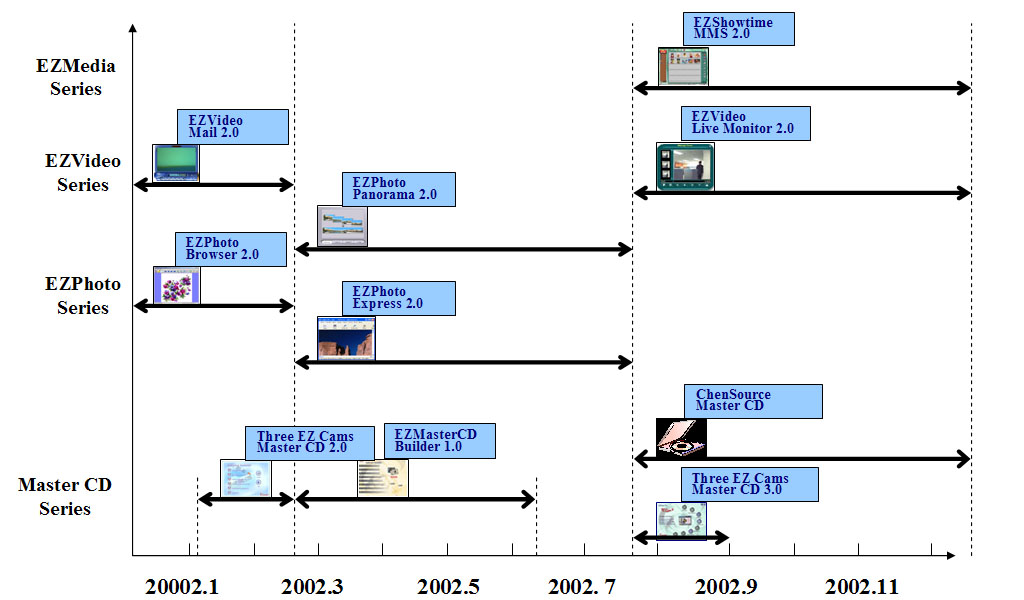 EZShowtime
MMS 2.0
EZMedia
Series
EZVideo
Mail 2.0
EZVideo
Live Monitor 2.0
EZVideo
Series
EZPhoto
Panorama 2.0
EZPhoto
Browser 2.0
EZPhoto
Series
EZPhoto
Express 2.0
ChenSource
Master CD
Three EZ Cams
Master CD 2.0
EZMasterCD
Builder 1.0
Master CD
Series
Three EZ Cams
Master CD 3.0
20002.1
2002.3
2002.5
2002. 7
2002.9
2002.11